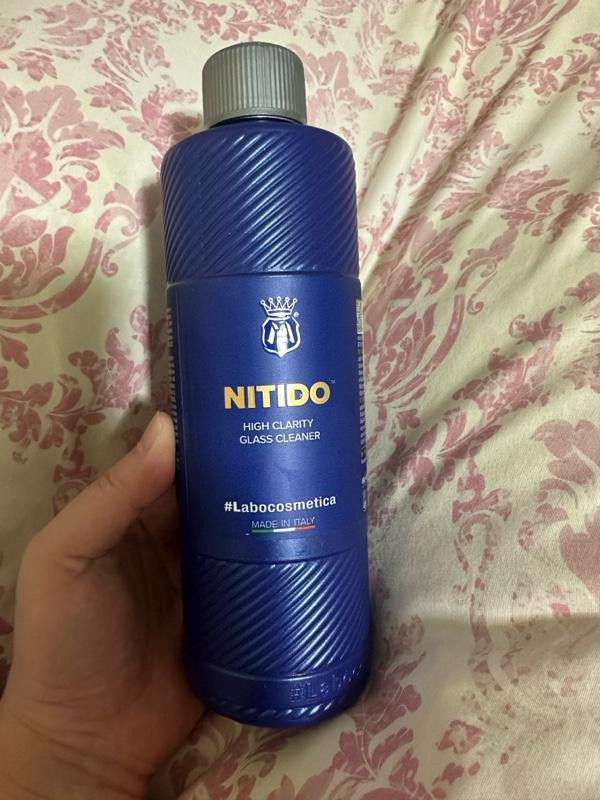 NITIDO™
HIGH CLARITY
GLASS CLEANER
#Labocosmetica
MADE IN ITALY